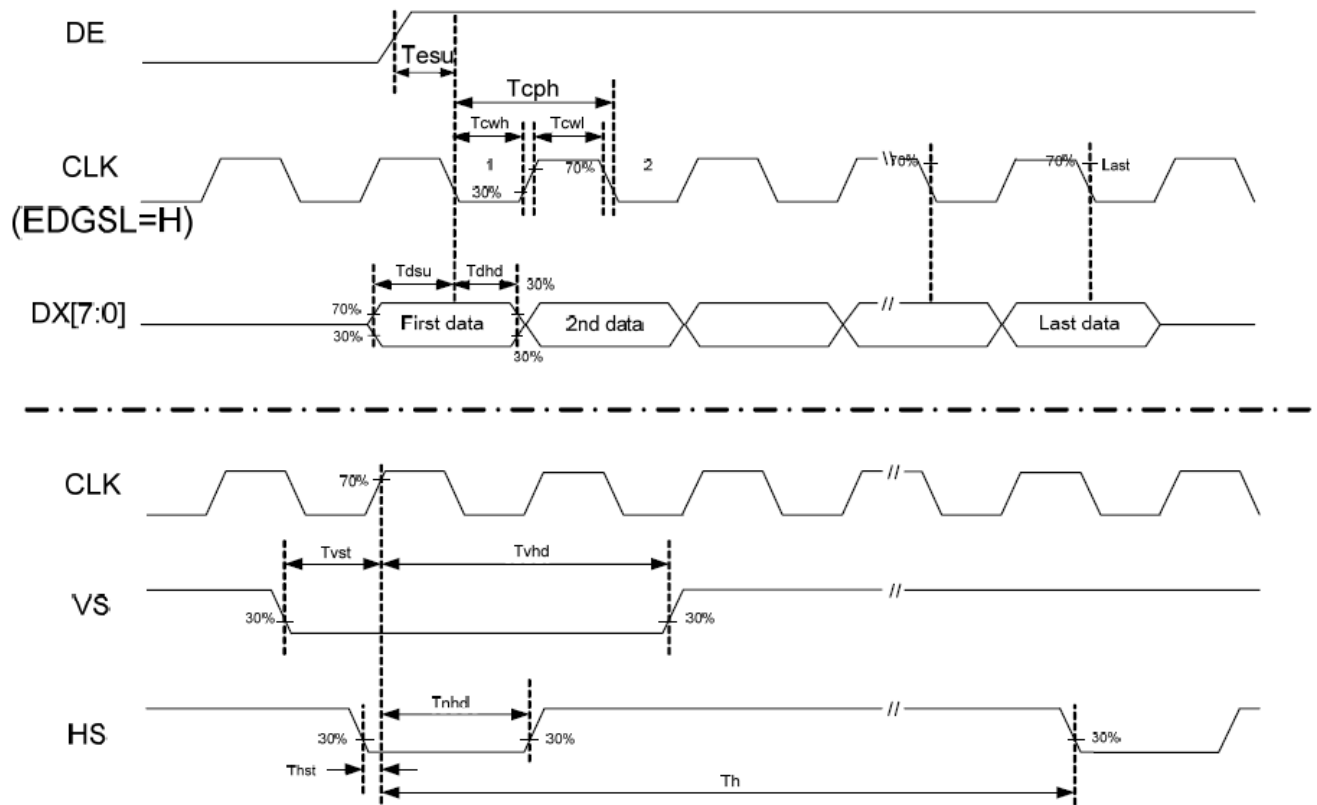 DE
Tesu
Tcph
Tcwh
Tcwl
CLK
(EDGSL=H)
1
30%
70%
2
\\
70%
70%
Last
DX[7:0]
Tdsu
Tdhd
30%
70%
30%
First data
30%
2nd data
//
Last data
CLK
70%
//
VS
Tvst
Tvhd
30%
30%
//
HS
Thhd
30%
30%
//
30%
Thst
Th